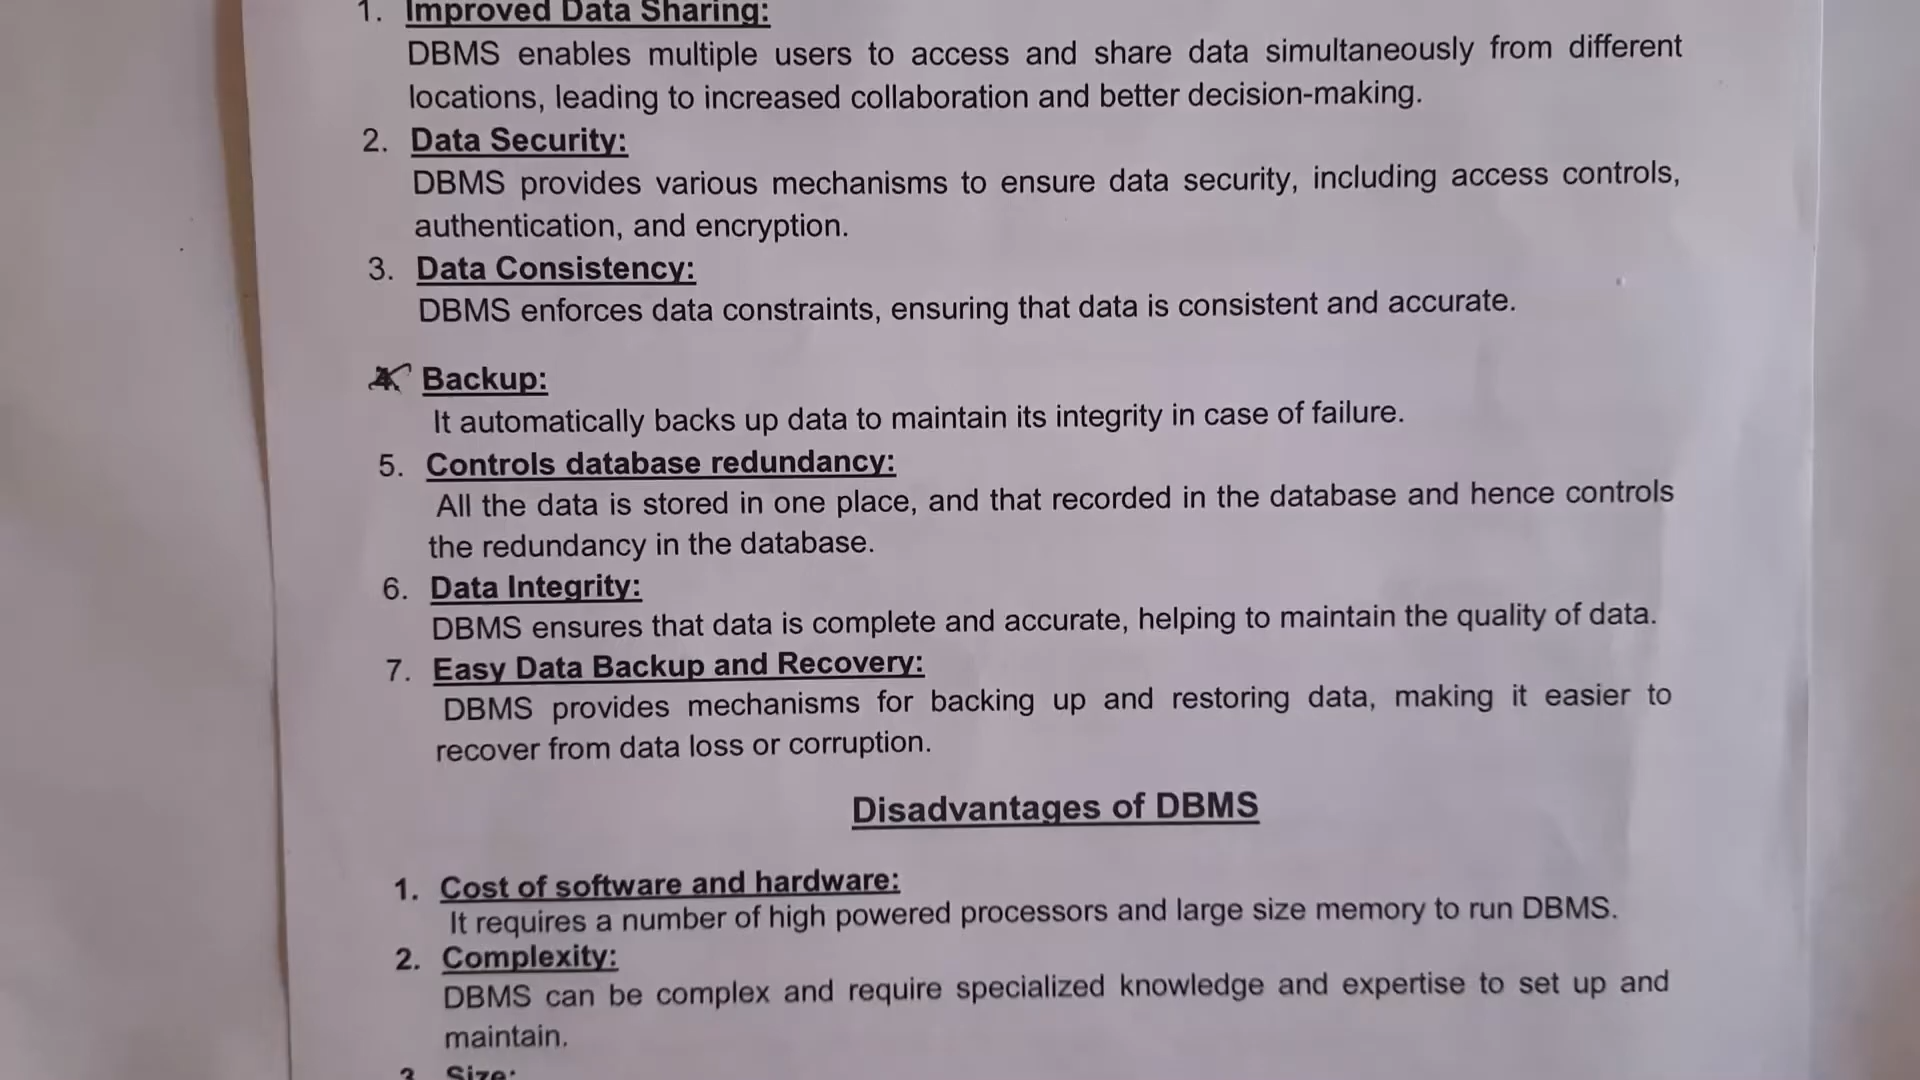 1. Improved Data Sharing:
DBMS enables multiple users to access and share data simultaneously from different
locations, leading to increased collaboration and better decision-making.
2. Data Security:
DBMS provides various mechanisms to ensure data security, including access controls,
authentication, and encryption.
3. Data Consistency:
DBMS enforces data constraints, ensuring that data is consistent and accurate.
4. Backup:
It automatically backs up data to maintain its integrity in case of failure.
5. Controls database redundancy:
All the data is stored in one place, and that recorded in the database and hence controls
the redundancy in the database.
6. Data Integrity:
DBMS ensures that data is complete and accurate, helping to maintain the quality of data.
7. Easy Data Backup and Recovery:
DBMS provides mechanisms for backing up and restoring data, making it easier to
recover from data loss or corruption.
Disadvantages of DBMS
1. Cost of software and hardware:
It requires a number of high powered processors and large size memory to run DBMS.
2. Complexity:
DBMS can be complex and require specialized knowledge and expertise to set up and
maintain.
3. Size: